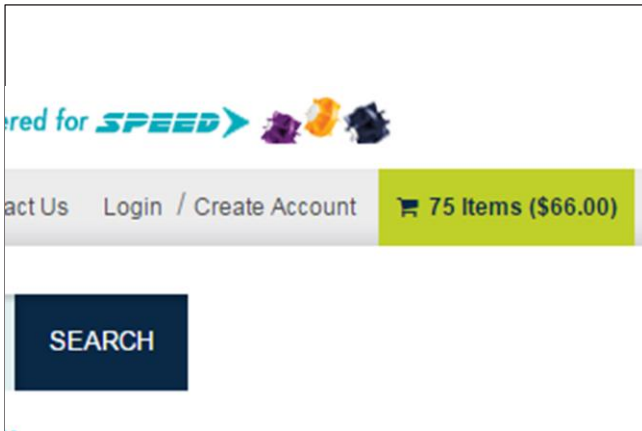 ered for SPEED
act Us Login / Create Account 75 Items ($66.00)
SEARCH